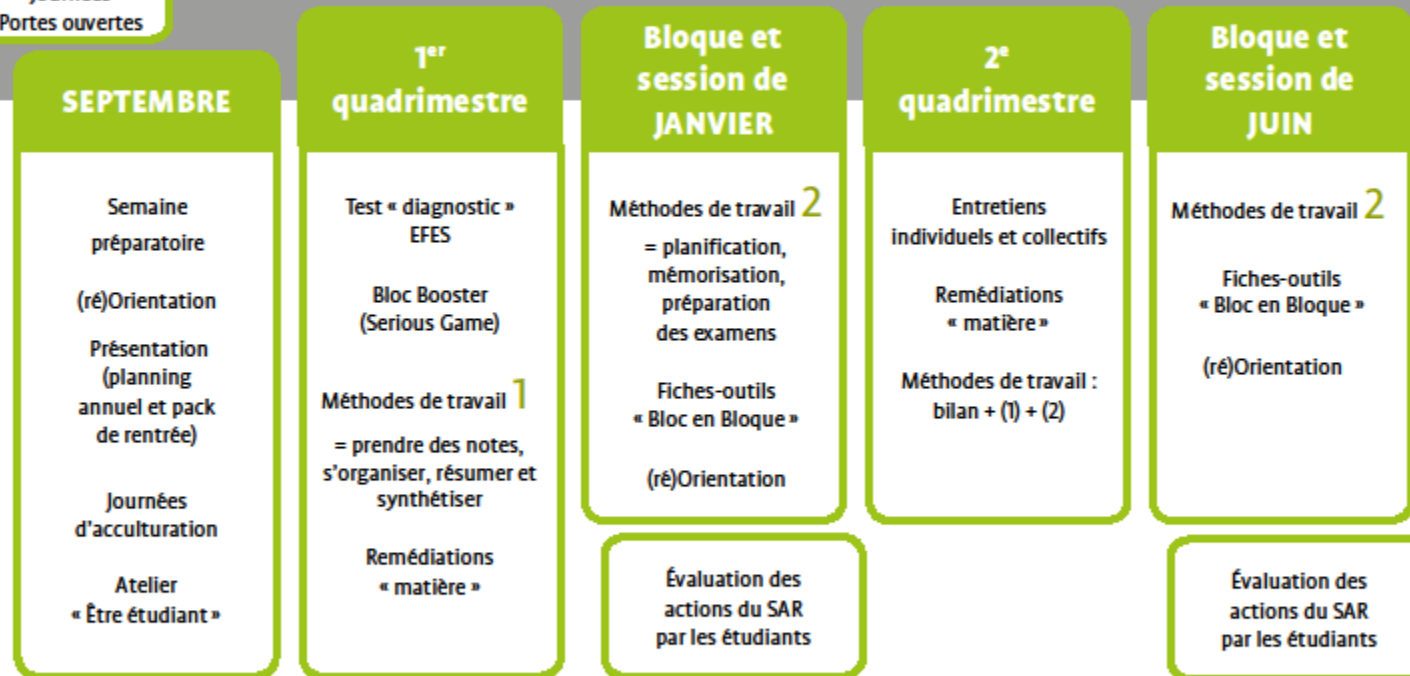 Journées
Portes ouvertes
SEPTEMBRE
Semaine
préparatoire
(ré)Orientation
Présentation
(planning
annuel et pack
de rentrée)
Journées
d'acculturation
Atelier
« Être étudiant »
1er
quadrimestre
Test « diagnostic »
EFES
Bloc Booster
(Serious Game)
Méthodes de travail 1
= prendre des notes,
s'organiser, résumer et
synthétiser
Remédiations
« matière »
Bloque et
session de
JANVIER
Méthodes de travail 2
= planification,
mémorisation,
préparation
des examens
Fiches-outils
« Bloc en Bloque »
(ré)Orientation
Évaluation des
actions du SAR
par les étudiants
2e
quadrimestre
Entretiens
individuels et collectifs
Remédiations
« matière »
Méthodes de travail :
bilan + (1) + (2)
Bloque et
session de
JUIN
Méthodes de travail 2
Fiches-outils
« Bloc en Bloque »
(ré)Orientation
Évaluation des
actions du SAR
par les étudiants